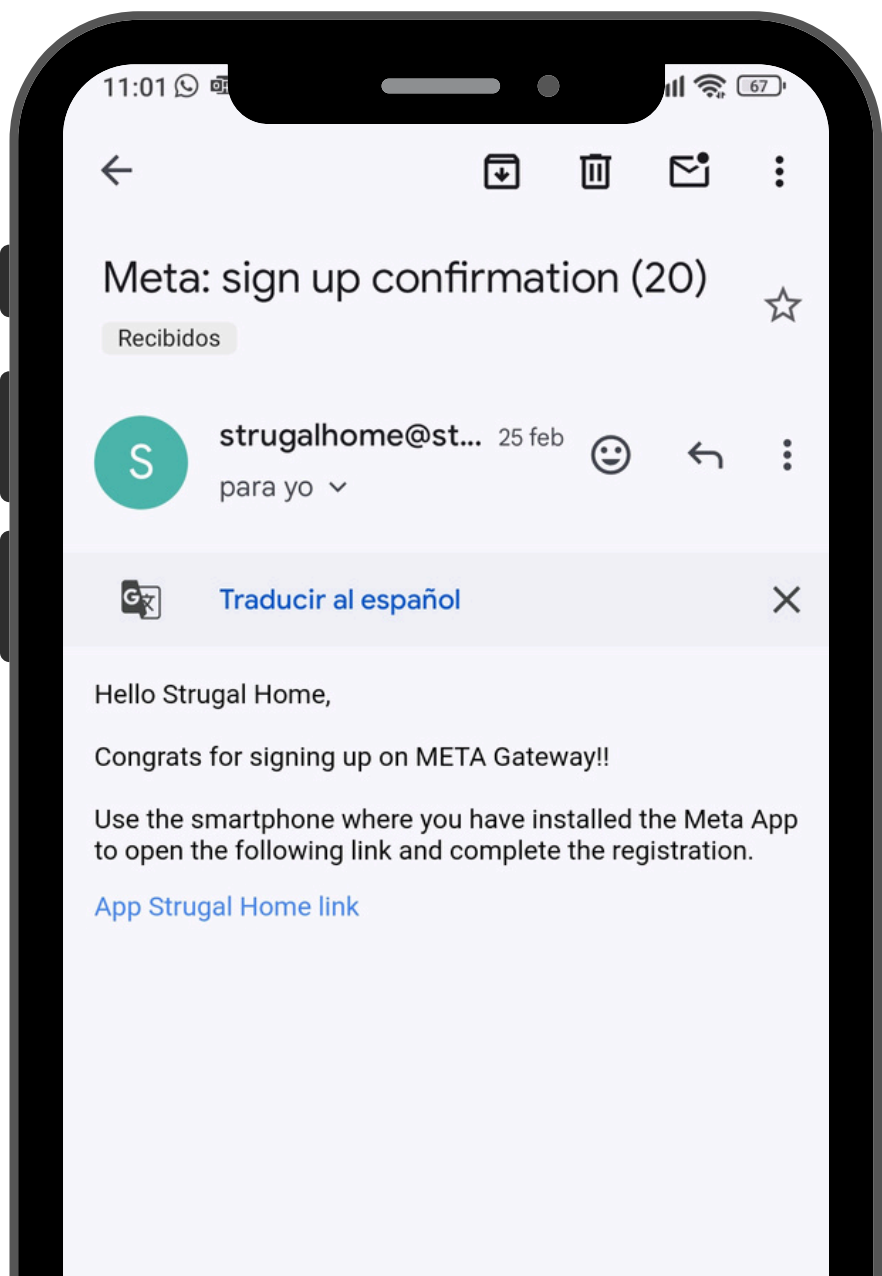 11:01
67
Meta: sign up confirmation (20)
Recibidos
S
strugalhome@st... 25 feb
para yo
Traducir al español
Hello Strugal Home,
Congrats for signing up on META Gateway!!
Use the smartphone where you have installed the Meta App
to open the following link and complete the registration.
App Strugal Home link